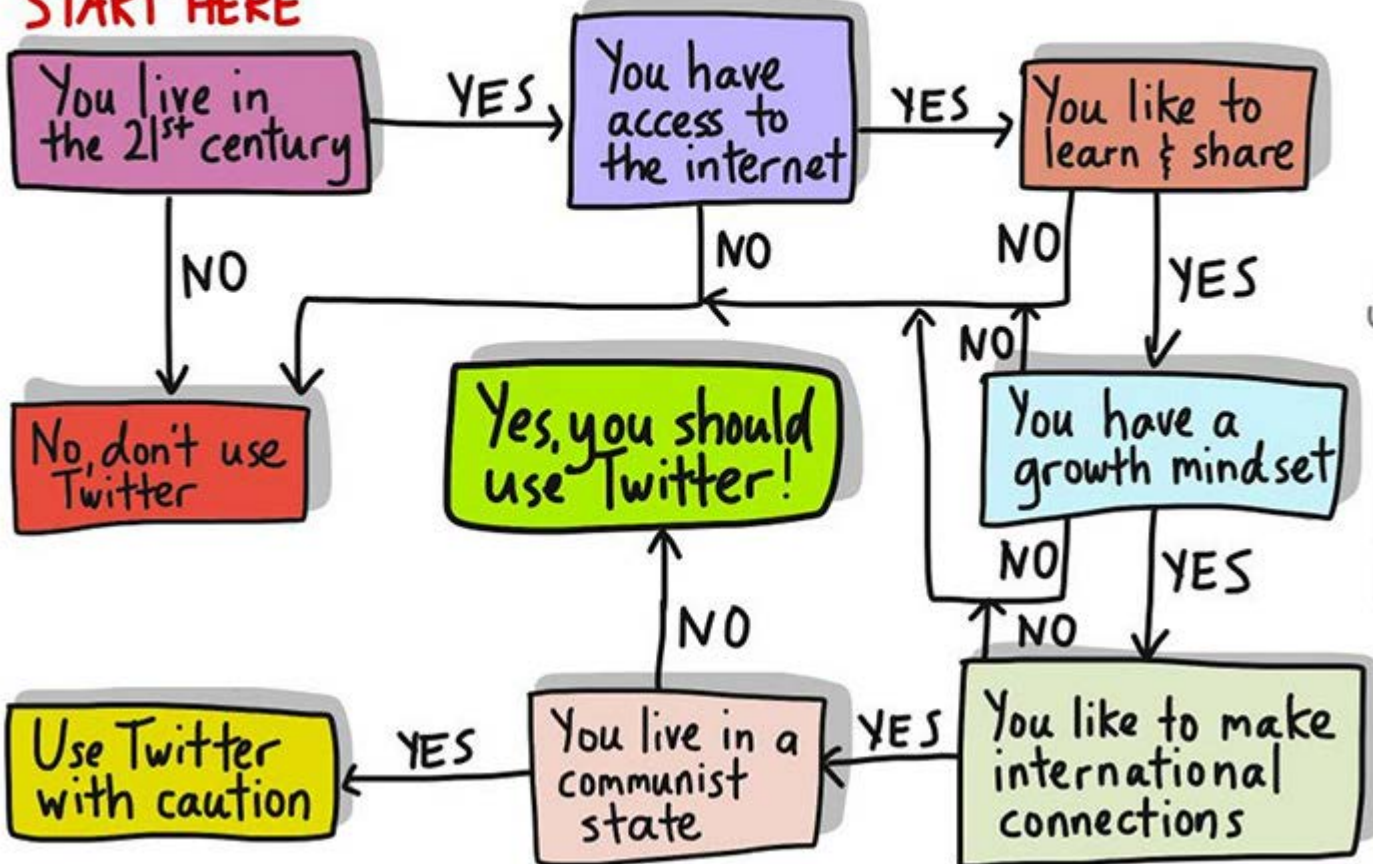 START HERE
You live in
the 21st century
YES
You have
access to
the internet
YES
You like to
learn & share
NO
NO
NO
YES
NO
No, don't use
Twitter
Yes, you should
use Twitter!
You have a
growth mindset
NO
YES
NO
NO
Use Twitter
with caution
YES
You live in a
communist
state
YES
You like to make
international
connections